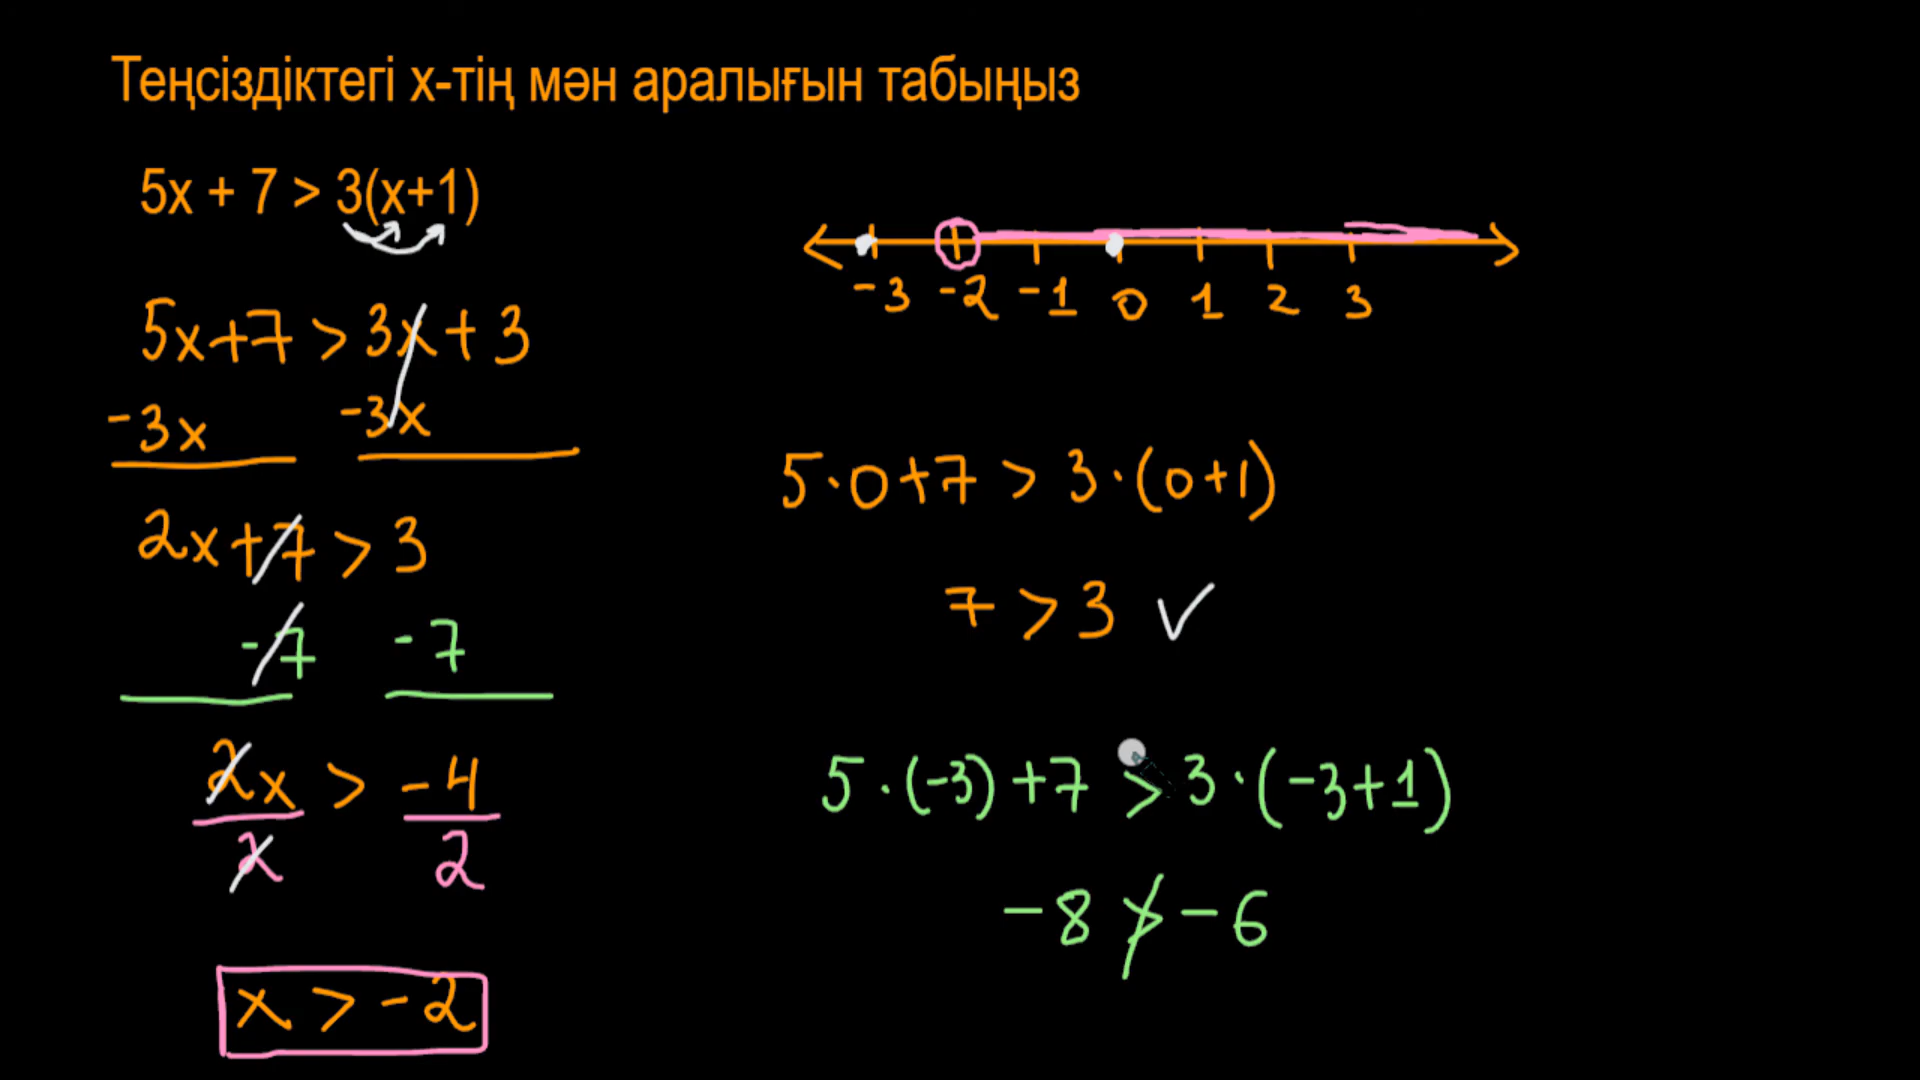 Теңсіздіктегі х-тің мән аралығын табыңыз
5x + 7 > 3(x+1)
5x+7 > 3x + 3
-3x -3x
2x+7 > 3
-7 -7
2x > -4
2 2
x > -2
-3 -2 -1 0 1 2 3
5·0+7 > 3·(0+1)
7 > 3 ✓
5·(-3)+7 > 3·(-3+1)
-8 ≯ -6